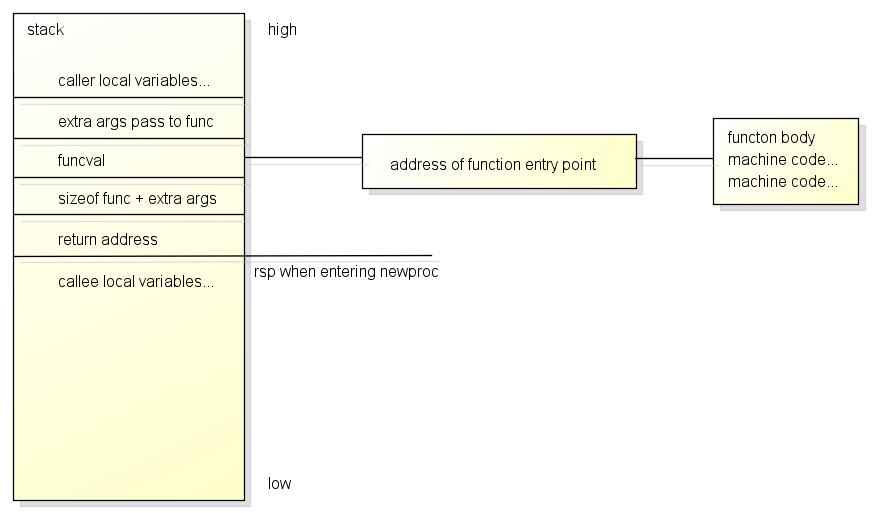 stack
high
caller local variables...
extra args pass to func
funcval
address of function entry point
functon body
machine code...
machine code...
sizeof func + extra args
return address
rsp when entering newproc
callee local variables...
low